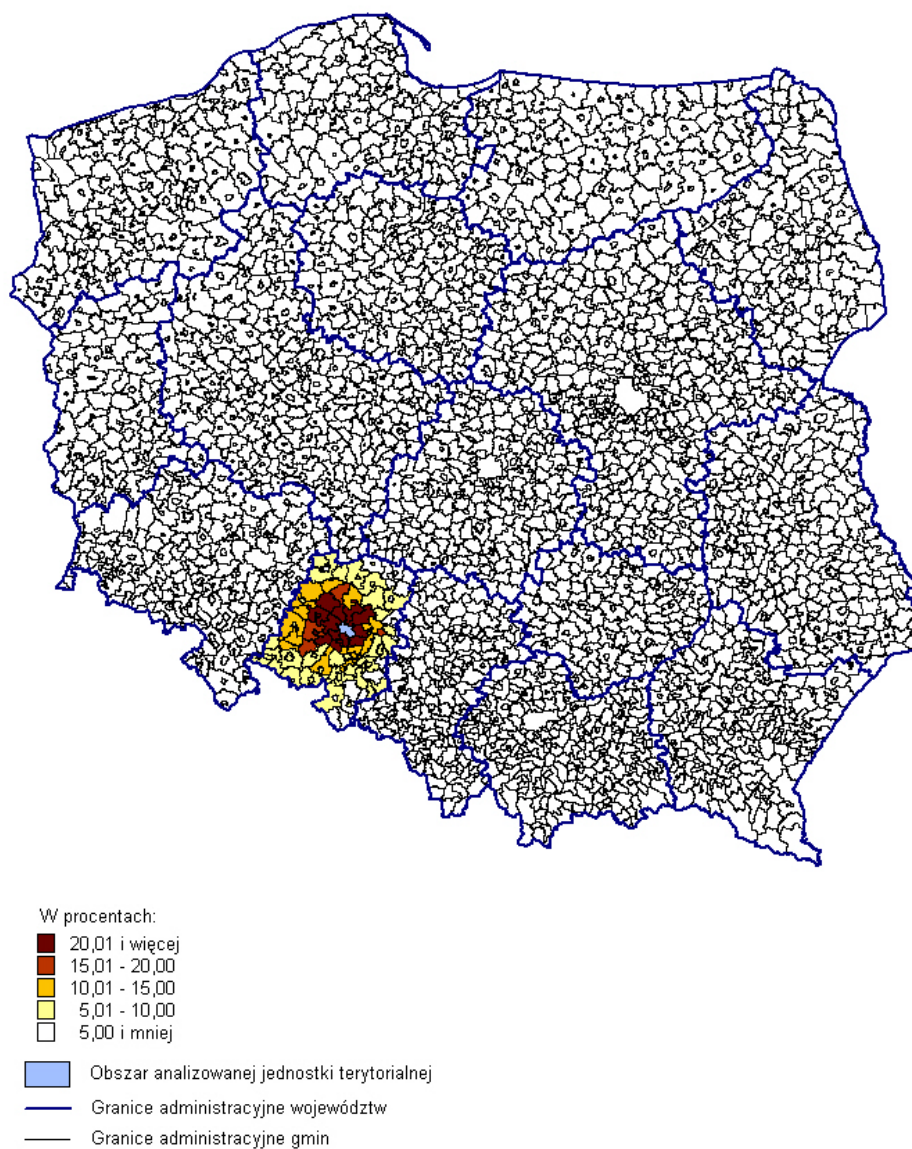 W procentach:
20,01 i więcej
15,01 - 20,00
10,01 - 15,00
5,01 - 10,00
5,00 i mniej
Obszar analizowanej jednostki terytorialnej
Granice administracyjne województw
Granice administracyjne gmin